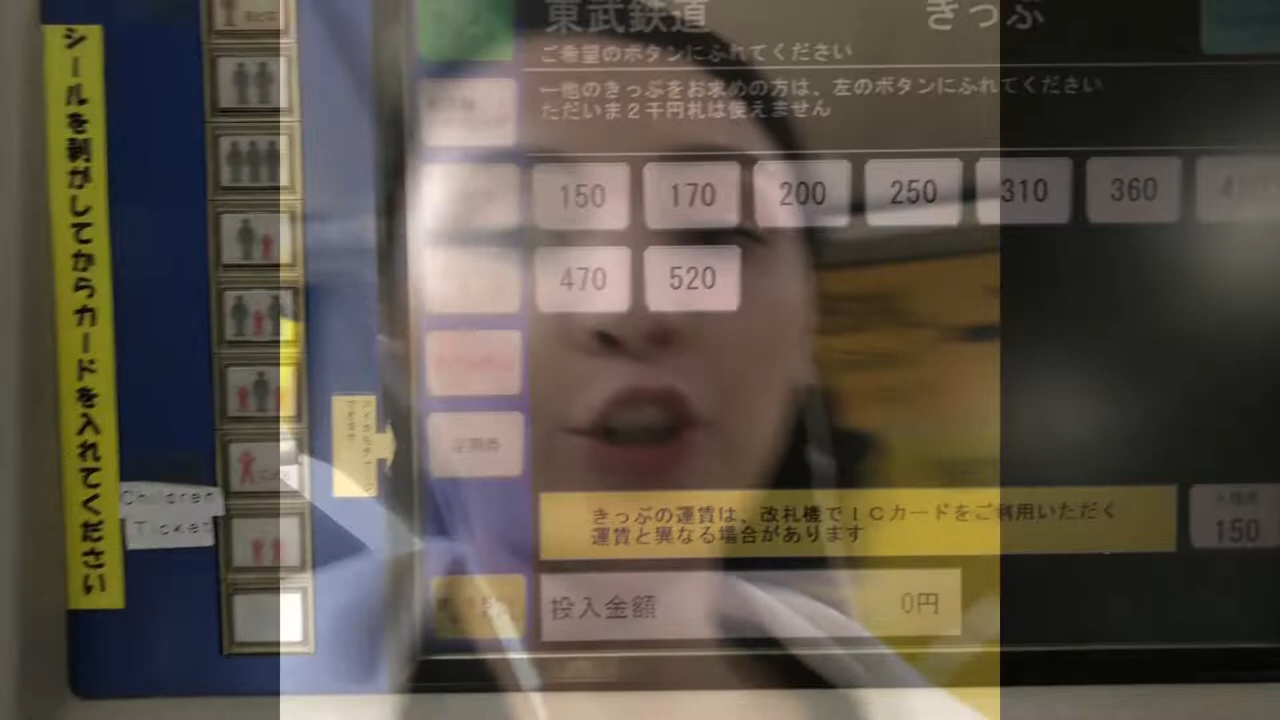 シールを剥がしてからカードを入れてください
Children
Ticket
東武鉄道
きっぷ
ご希望のボタンにふれてください
他のきっぷをお求めの方は、左のボタンにふれてください
ただいま2千円札は使えません
150
170
200
250
310
360
470
520
きっぷの運賃は、改札機でICカードをご利用いただく
運賃と異なる場合があります
150
投入金額
0円